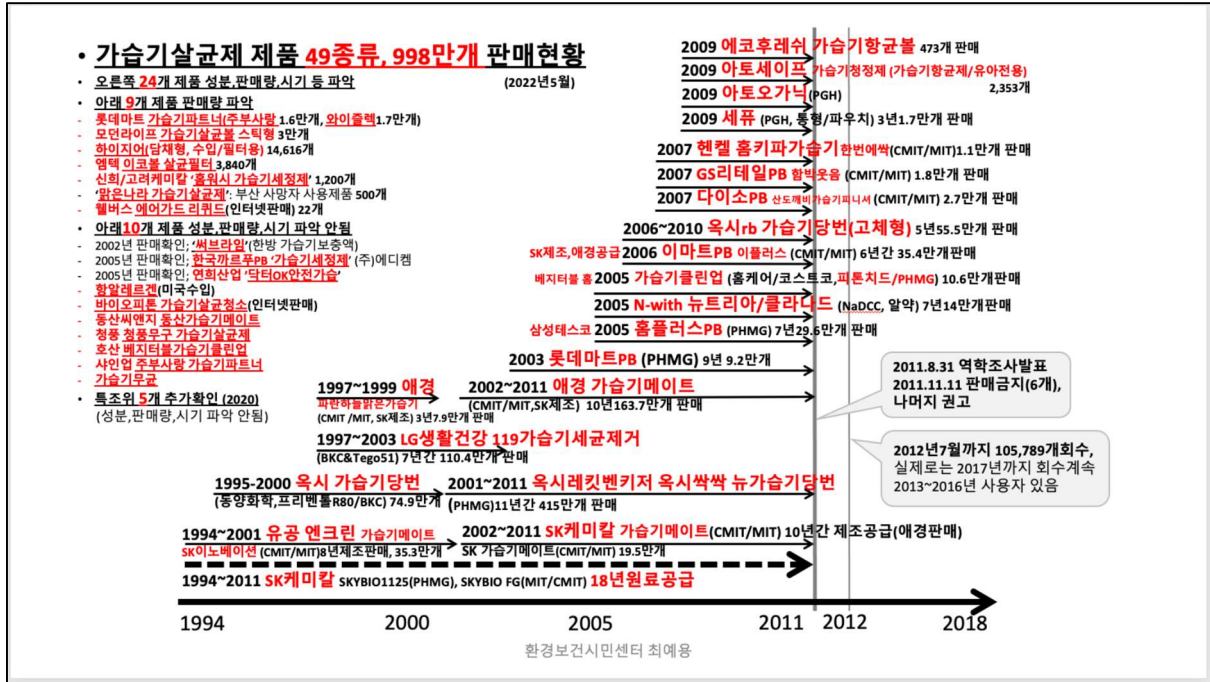 • 가습기살균제 제품 49종류, 998만개 판매현황
• 오른쪽 24개 제품 성분,판매량,시기 등 파악 (2022년5월)
• 아래 9개 제품 판매량 파악
- 롯데마트 가습기파트너(주부사랑 1.6만개, 와이즐렉1.7만개)
- 모던라이프 가습기살균볼 스틱형 3만개
- 하이지어(담채형, 수입/필터용) 14,616개
- 엠텍 이코볼 살균필터 3,840개
- 신희/고려케미칼 '홈워시 가습기세정제' 1,200개
- '맑은나라 가습기살균제': 부산 사망자 사용제품 500개
- 웰버스 에어가드 리퀴드(인터넷판매) 22개
• 아래10개 제품 성분,판매량,시기 파악 안됨
- 2002년 판매확인; '써브라임'(한방 가습기보충액)
- 2005년 판매확인; 한국까르푸PB '가습기세정제' (주)에디켐
- 2005년 판매확인; 연희산업 '닥터OK안전가습'
- 항알레르겐(미국수입)
- 바이오피톤 가습기살균청소(인터넷판매)
- 동산씨앤지 동산가습기메이트
- 청풍 청풍무구 가습기살균제
- 호산 베지터블가습기클린업
- 샤인업 주부사랑 가습기파트너
- 가습기무균
• 특조위 5개 추가확인 (2020)
(성분,판매량,시기 파악 안됨)
2009 에코후레쉬 가습기항균볼 473개 판매
2009 아토세이프 가습기청정제 (가습기항균제/유아전용)
2,353개
2009 아토오가닉(PGH)
2009 세퓨 (PGH, 통형/파우치) 3년1.7만개 판매
2007 헨켈 홈키파가습기한번에싹(CMIT/MIT)1.1만개 판매
2007 GS리테일PB 함박웃음 (CMIT/MIT) 1.8만개 판매
2007 다이소PB 산도깨비가습기피니셔 (CMIT/MIT) 2.7만개 판매
2006~2010 옥시rb 가습기당번(고체형) 5년55.5만개 판매
SK제조,애경공급 2006 이마트PB 이플러스 (CMIT/MIT) 6년간 35.4만개판매
베지터블 홈 2005 가습기클린업 (홈케어/코스트코,피톤치드/PHMG) 10.6만개판매
2005 N-with 뉴트리아/클라나드 (NaDCC, 알약) 7년14만개판매
삼성테스코 2005 홈플러스PB (PHMG) 7년29.6만개 판매
2003 롯데마트PB (PHMG) 9년 9.2만개
1997~1999 애경
파란하늘맑은가습기
(CMIT /MIT, SK제조) 3년7.9만개 판매
2002~2011 애경 가습기메이트
(CMIT/MIT,SK제조) 10년163.7만개 판매
1997~2003 LG생활건강 119가습기세균제거
(BKC&Tego51) 7년간 110.4만개 판매
1995-2000 옥시 가습기당번
(동양화학,프리벤톨R80/BKC) 74.9만개
2001~2011 옥시레킷벤키저 옥시싹싹 뉴가습기당번
(PHMG)11년간 415만개 판매
1994~2001 유공 엔크린 가습기메이트
SK이노베이션 (CMIT/MIT)8년제조판매, 35.3만개
2002~2011 SK케미칼 가습기메이트(CMIT/MIT) 10년간 제조공급(애경판매)
SK 가습기메이트(CMIT/MIT) 19.5만개
1994~2011 SK케미칼 SKYBIO1125(PHMG), SKYBIO FG(MIT/CMIT) 18년원료공급
2011.8.31 역학조사발표
2011.11.11 판매금지(6개),
나머지 권고
2012년7월까지 105,789개회수,
실제로는 2017년까지 회수계속
2013~2016년 사용자 있음
1994 2000 2005 2011 2012 2018
환경보건시민센터 최예용